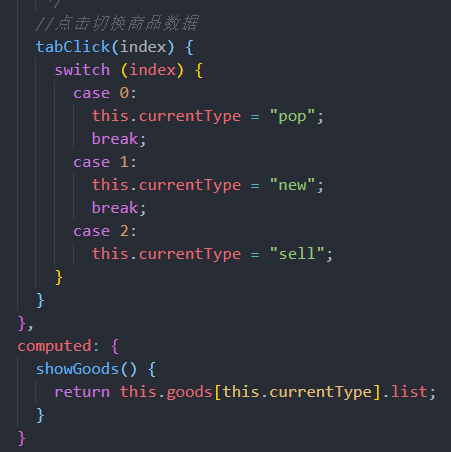 */
//点击切换商品数据
tabClick(index) {
switch (index) {
case 0:
this.currentType = "pop";
break;
case 1:
this.currentType = "new";
break;
case 2:
this.currentType = "sell";
}
}
},
computed: {
showGoods() {
return this.goods[this.currentType].list;
}
}